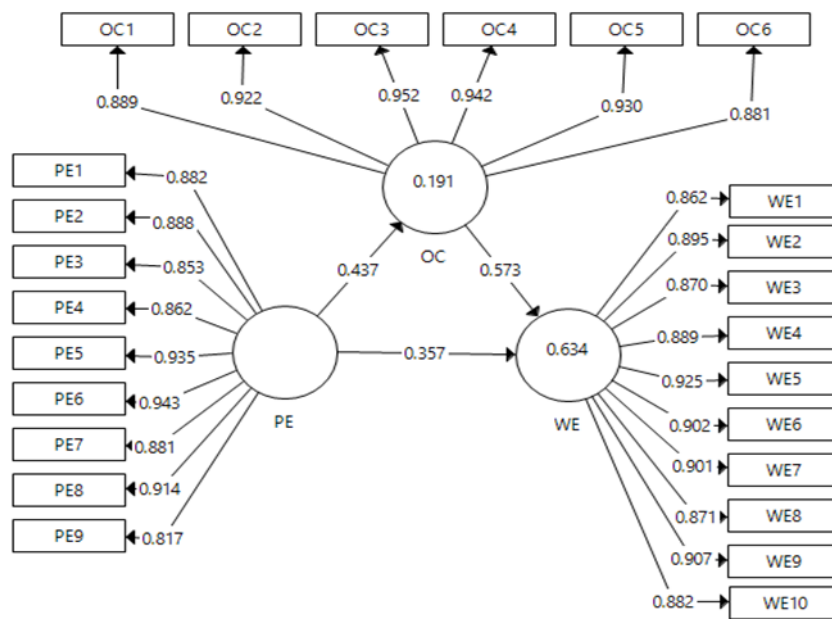 OC1 OC2 OC3 OC4 OC5 OC6
0.889 0.922 0.952 0.942 0.930 0.881
PE1 0.882
PE2 0.888
PE3 0.853
PE4 0.862
PE5 0.935
PE6 0.943
PE7 0.881
PE8 0.914
PE9 0.817
0.191
OC
0.437
0.573
0.357
PE
0.634
WE
0.862 WE1
0.895 WE2
0.870 WE3
0.889 WE4
0.925 WE5
0.902 WE6
0.901 WE7
0.871 WE8
0.907 WE9
0.882 WE10